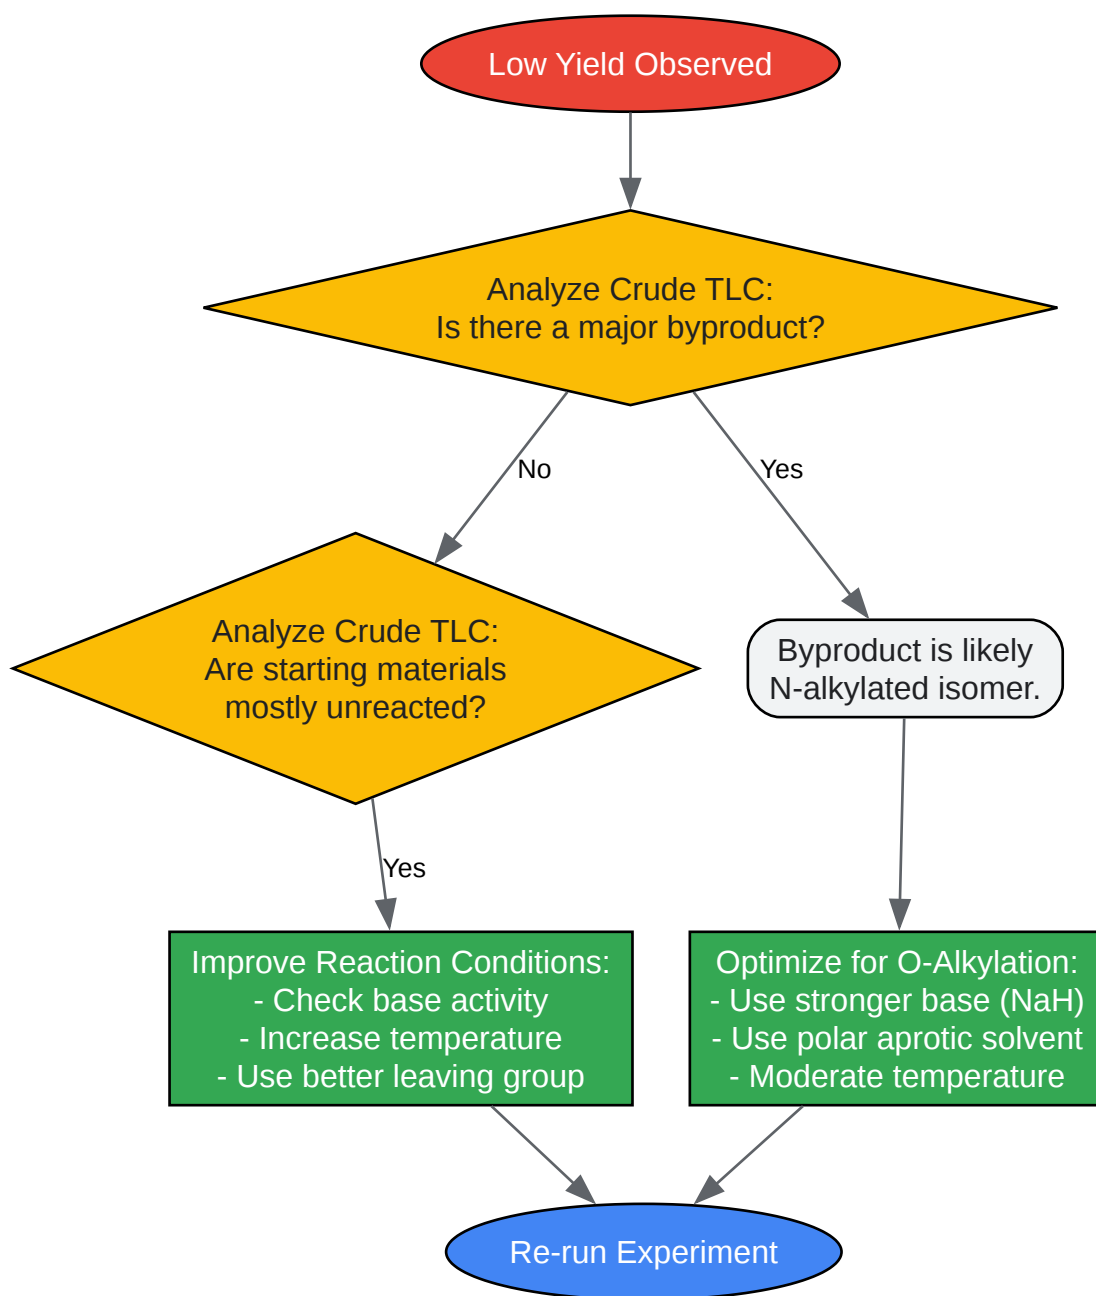 Low Yield Observed
Analyze Crude TLC:
Is there a major byproduct?
No
Yes
Analyze Crude TLC:
Are starting materials
mostly unreacted?
Byproduct is likely
N-alkylated isomer.
Yes
Improve Reaction Conditions:
- Check base activity
- Increase temperature
- Use better leaving group
Optimize for O-Alkylation:
- Use stronger base (NaH)
- Use polar aprotic solvent
- Moderate temperature
Re-run Experiment